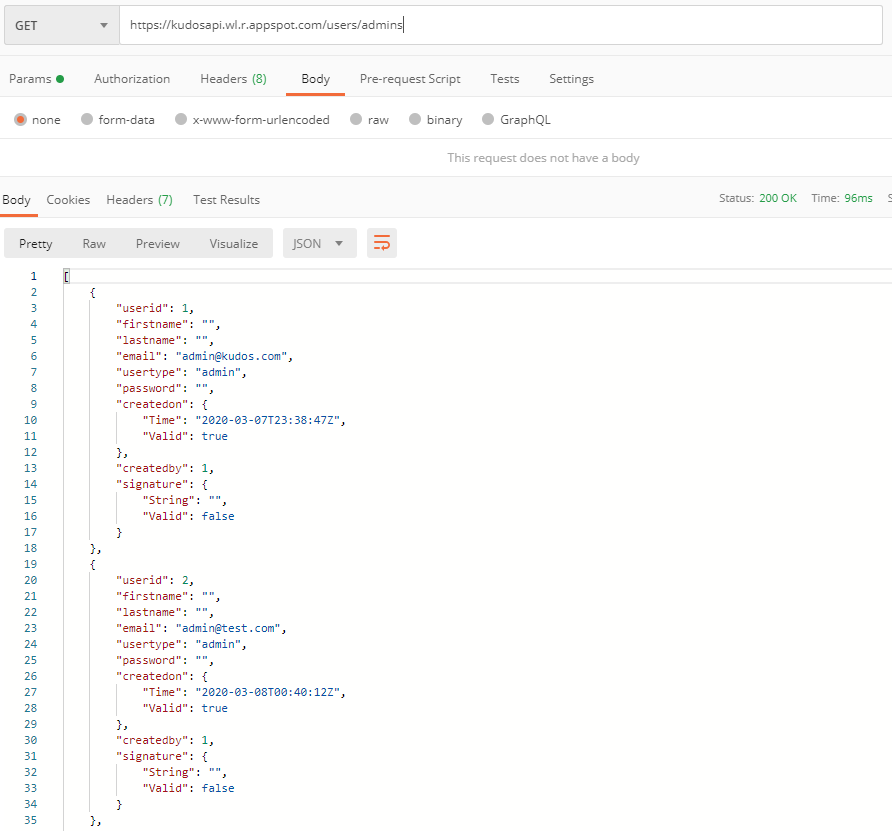 GET https://kudosapi.wl.r.appspot.com/users/admins
Params Authorization Headers (8) Body Pre-request Script Tests Settings
none form-data x-www-form-urlencoded raw binary GraphQL
This request does not have a body
Body Cookies Headers (7) Test Results Status: 200 OK Time: 96ms S
Pretty Raw Preview Visualize JSON
1 [
2 {
3 "userid": 1,
4 "firstname": "",
5 "lastname": "",
6 "email": "admin@kudos.com",
7 "usertype": "admin",
8 "password": "",
9 "createdon": {
10 "Time": "2020-03-07T23:38:47Z",
11 "Valid": true
12 },
13 "createdby": 1,
14 "signature": {
15 "String": "",
16 "Valid": false
17 }
18 },
19 {
20 "userid": 2,
21 "firstname": "",
22 "lastname": "",
23 "email": "admin@test.com",
24 "usertype": "admin",
25 "password": "",
26 "createdon": {
27 "Time": "2020-03-08T00:40:12Z",
28 "Valid": true
29 },
30 "createdby": 1,
31 "signature": {
32 "String": "",
33 "Valid": false
34 }
35 },